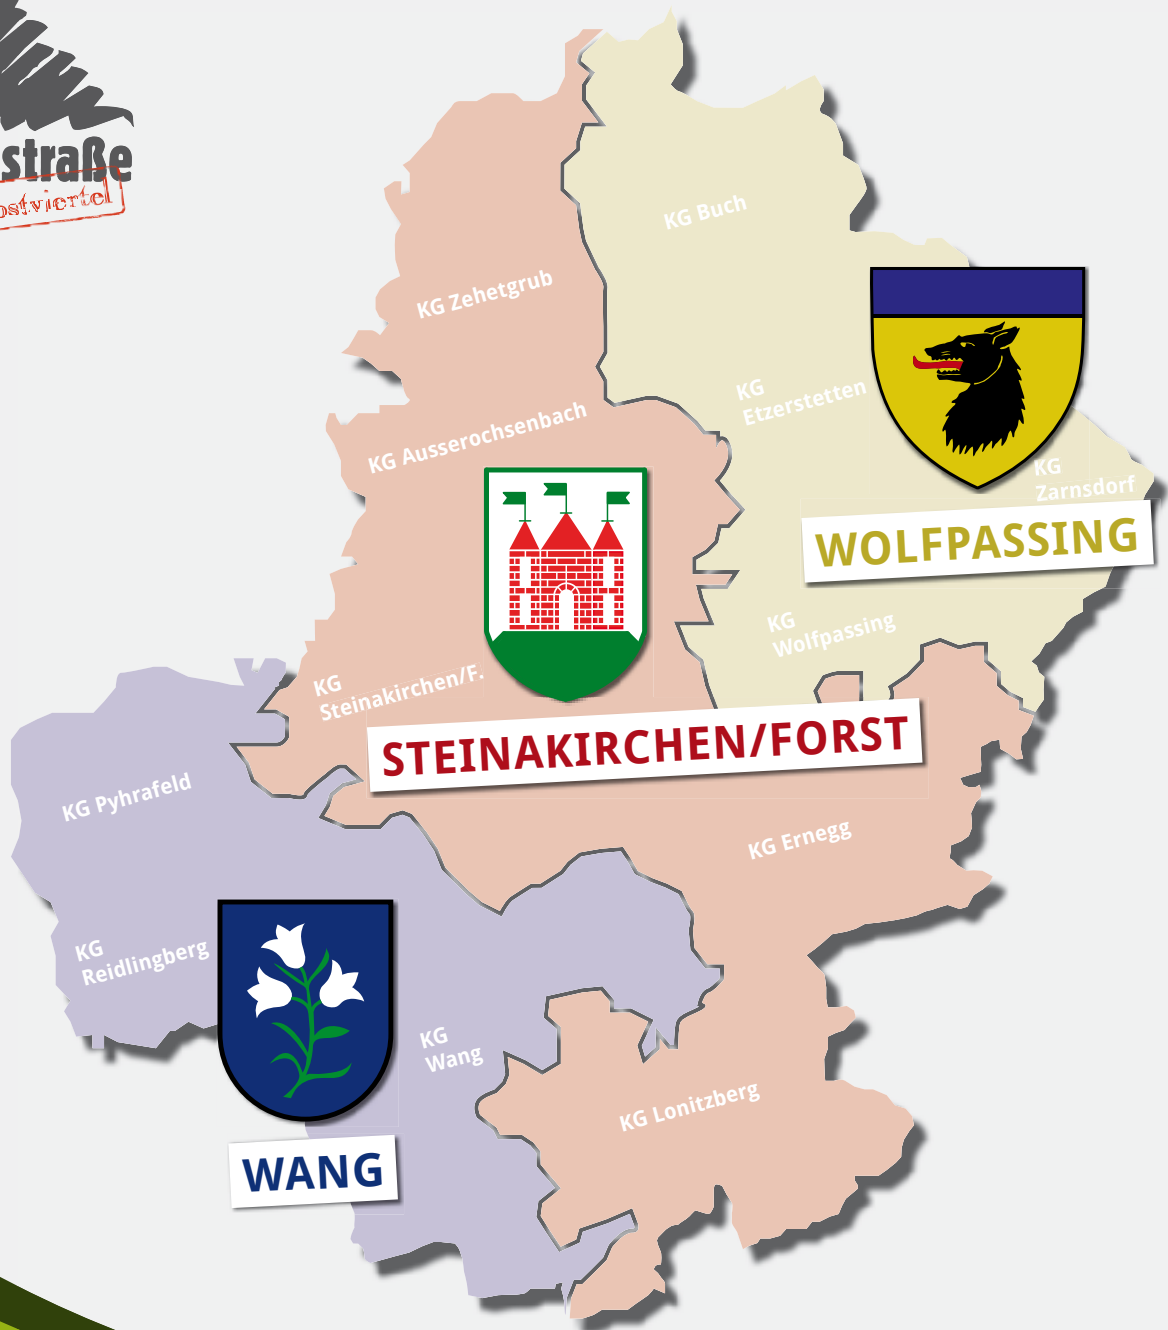 straße
ostviertel
KG Buch
KG Zehetgrub
KG
Etzerstetten
KG Ausserochsenbach
KG
Zarnsdorf
WOLFPASSING
KG
Wolfpassing
KG
Steinakirchen/F.
STEINAKIRCHEN/FORST
KG Pyhrafeld
KG Ernegg
KG
Reidlingberg
KG
Wang
KG Lonitzberg
WANG